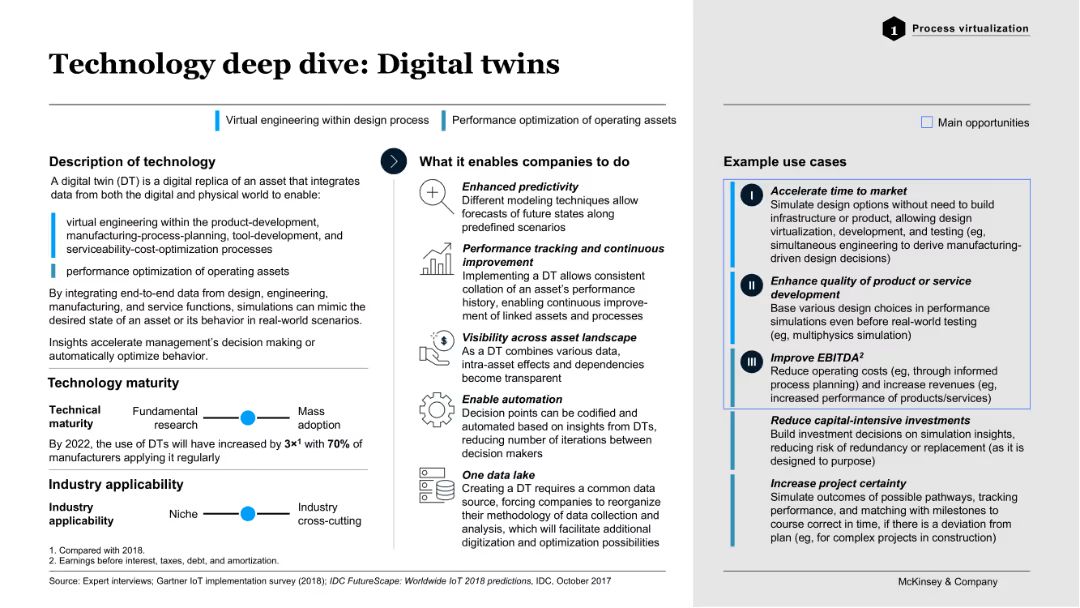 1 Process virtualization
Technology deep dive: Digital twins
Virtual engineering within design process
Performance optimization of operating assets
Main opportunities
Description of technology
A digital twin (DT) is a digital replica of an asset that integrates
data from both the digital and physical world to enable:
virtual engineering within the product-development,
manufacturing-process-planning, tool-development, and
serviceability-cost-optimization processes
performance optimization of operating assets
By integrating end-to-end data from design, engineering,
manufacturing, and service functions, simulations can mimic the
desired state of an asset or its behavior in real-world scenarios.
Insights accelerate management's decision making or
automatically optimize behavior.
Technology maturity
Technical
maturity
Fundamental
research
Mass
adoption
By 2022, the use of DTs will have increased by 3×¹ with 70% of
manufacturers applying it regularly
Industry applicability
Industry
applicability
Niche
Industry
cross-cutting
What it enables companies to do
Enhanced predictivity
Different modeling techniques allow
forecasts of future states along
predefined scenarios
Performance tracking and continuous
improvement
Implementing a DT allows consistent
collation of an asset's performance
history, enabling continuous improve-
ment of linked assets and processes
$
Visibility across asset landscape
As a DT combines various data,
intra-asset effects and dependencies
become transparent
Enable automation
Decision points can be codified and
automated based on insights from DTs,
reducing number of iterations between
decision makers
One data lake
Creating a DT requires a common data
source, forcing companies to reorganize
their methodology of data collection and
analysis, which will facilitate additional
digitization and optimization possibilities
Example use cases
I
Accelerate time to market
Simulate design options without need to build
infrastructure or product, allowing design
virtualization, development, and testing (eg,
simultaneous engineering to derive manufacturing-
driven design decisions)
II
Enhance quality of product or service
development
Base various design choices in performance
simulations even before real-world testing
(eg, multiphysics simulation)
III
Improve EBITDA²
Reduce operating costs (eg, through informed
process planning) and increase revenues (eg,
increased performance of products/services)
Reduce capital-intensive investments
Build investment decisions on simulation insights,
reducing risk of redundancy or replacement (as it is
designed to purpose)
Increase project certainty
Simulate outcomes of possible pathways, tracking
performance, and matching with milestones to
course correct in time, if there is a deviation from
plan (eg, for complex projects in construction)
1. Compared with 2018.
2. Earnings before interest, taxes, debt, and amortization.
Source: Expert interviews; Gartner IoT implementation survey (2018); IDC FutureScape: Worldwide IoT 2018 predictions, IDC, October 2017
McKinsey & Company